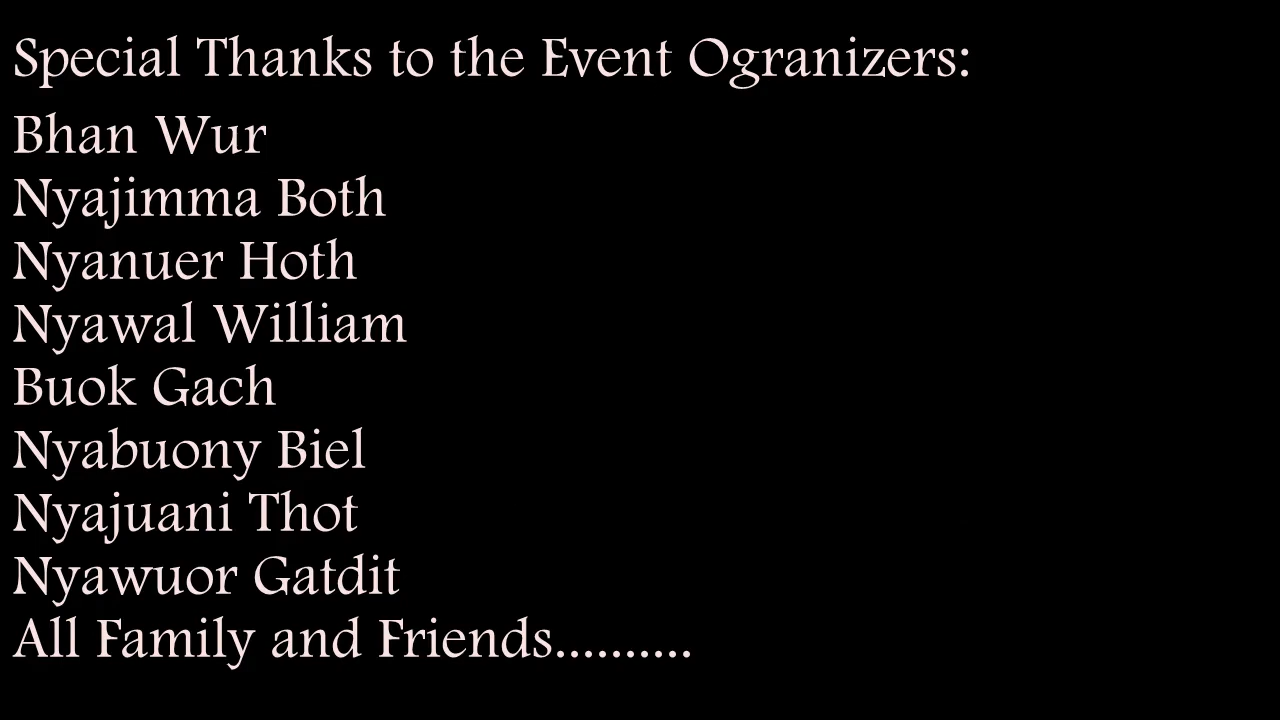 Special Thanks to the Event Ogranizers:
Bhan Wur
Nyajimma Both
Nyanuer Hoth
Nyawal William
Buok Gach
Nyabuony Biel
Nyajuani Thot
Nyawuor Gatdit
All Family and Friends..........